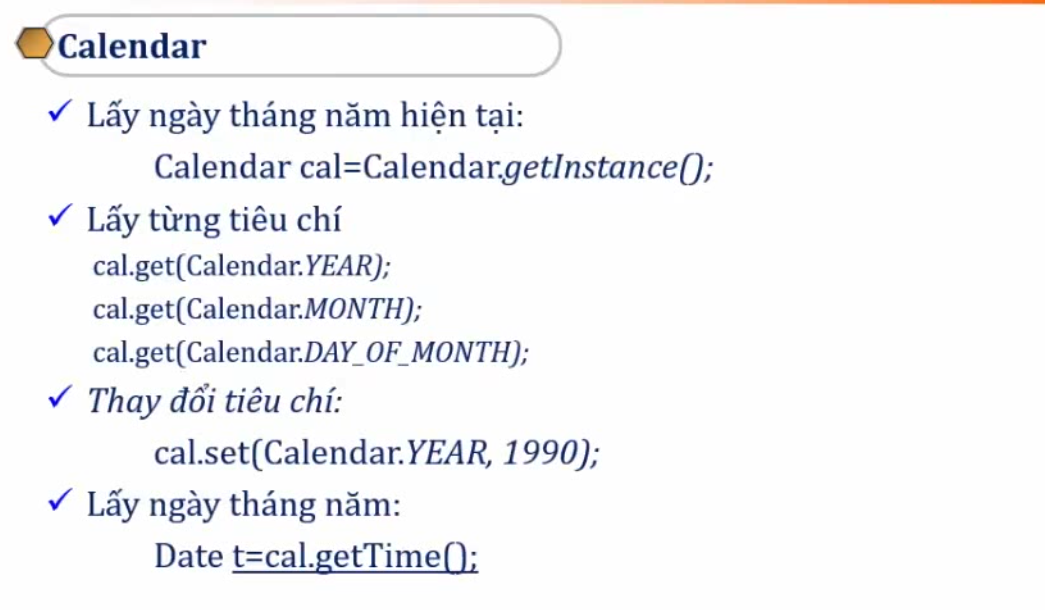 Calendar
Lấy ngày tháng năm hiện tại:
Calendar cal=Calendar.getInstance();
Lấy từng tiêu chí
cal.get(Calendar.YEAR);
cal.get(Calendar.MONTH);
cal.get(Calendar.DAY_OF_MONTH);
Thay đổi tiêu chí:
cal.set(Calendar.YEAR, 1990);
Lấy ngày tháng năm:
Date t=cal.getTime();